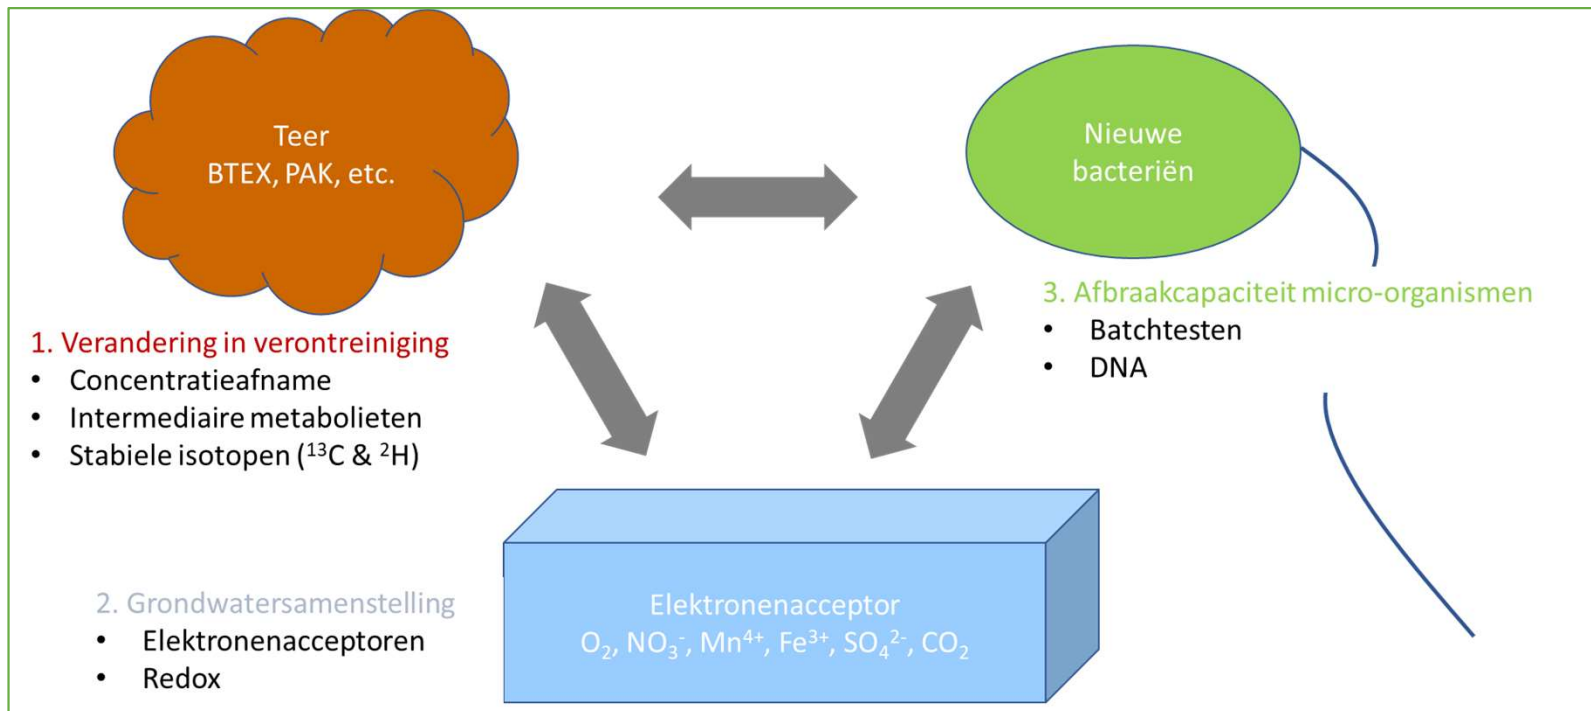 Teer
BTEX, PAK, etc.
Nieuwe
bacteriën
1. Verandering in verontreiniging
• Concentratieafname
• Intermediaire metabolieten
• Stabiele isotopen (¹³C & ²H)
3. Afbraakcapaciteit micro-organismen
• Batchtesten
• DNA
2. Grondwatersamenstelling
• Elektronenacceptoren
• Redox
Elektronenacceptor
O₂, NO₃⁻, Mn⁴⁺, Fe³⁺, SO₄²⁻, CO₂